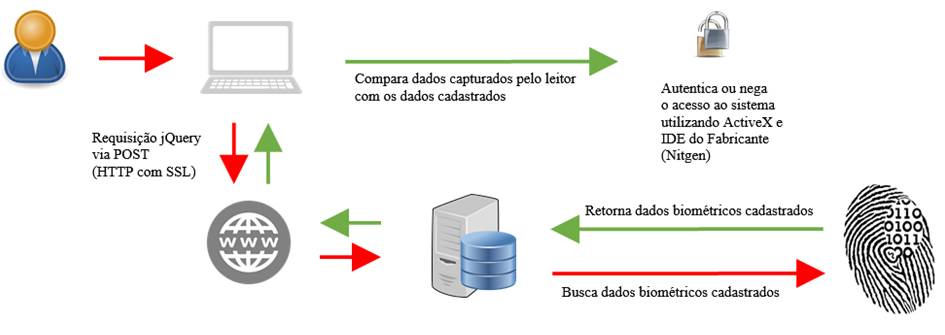 Compara dados capturados pelo leitor
com os dados cadastrados
Autentica ou nega
o acesso ao sistema
utilizando ActiveX e
IDE do Fabricante
(Nitgen)
Requisição jQuery
via POST
(HTTP com SSL)
WWW
Retorna dados biométricos cadastrados
Busca dados biométricos cadastrados